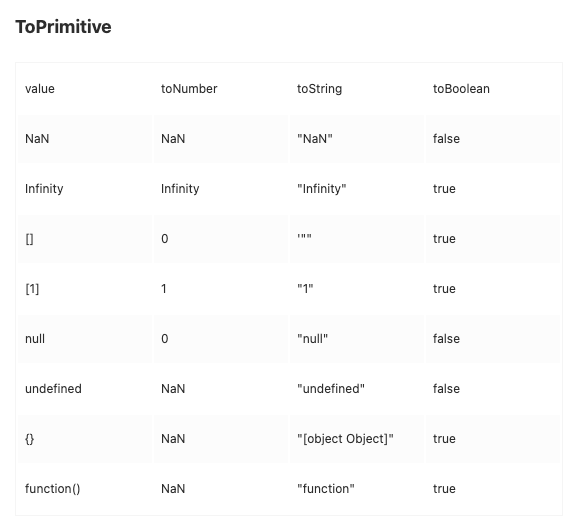 ToPrimitive
value toNumber toString toBoolean
NaN NaN "NaN" false
Infinity Infinity "Infinity" true
[] 0 '"" true
[1] 1 "1" true
null 0 "null" false
undefined NaN "undefined" false
{} NaN "[object Object]" true
function() NaN "function" true